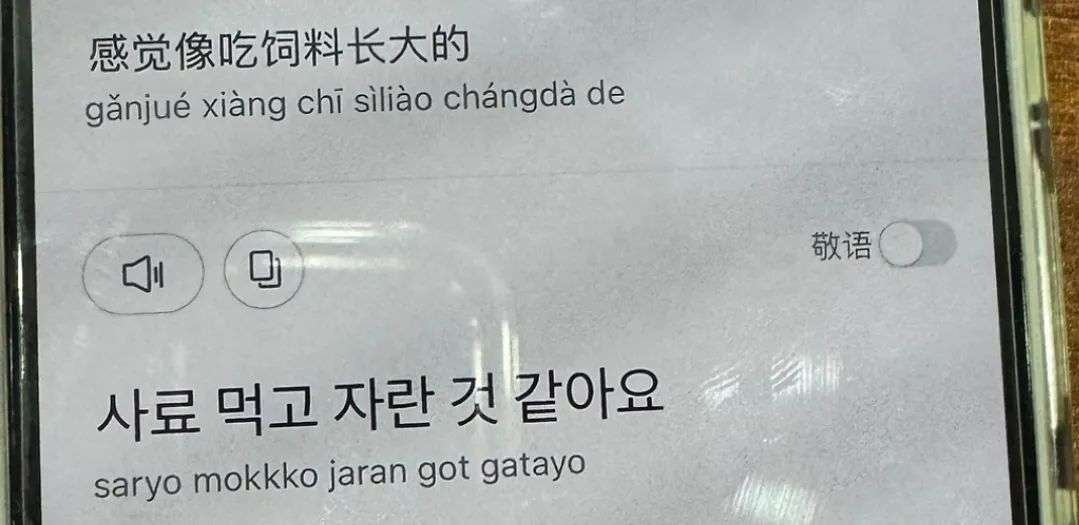 感觉像吃饲料长大的
gǎnjué xiàng chī sìliào chángdà de
敬语
사료 먹고 자란 것 같아요
saryo mokkko jaran got gatayo